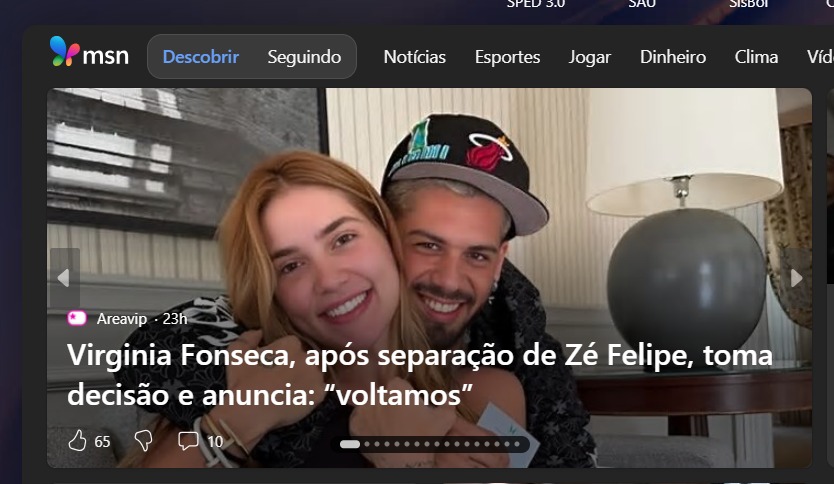 SPED 3.0 SAU SisBol
msn Descobrir Seguindo Notícias Esportes Jogar Dinheiro Clima
Areavip · 23h
Virginia Fonseca, após separação de Zé Felipe, toma
decisão e anuncia: “voltamos”
65 10